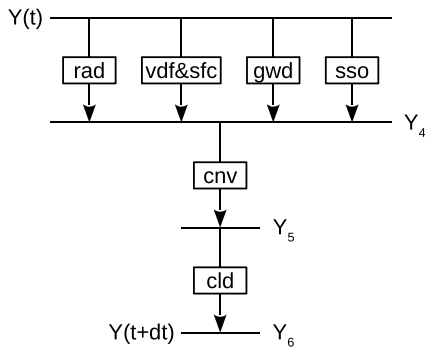 Y(t)
rad
vdf&sfc
gwd
sso
Y4
cnv
Y5
cld
Y(t+dt)
Y6